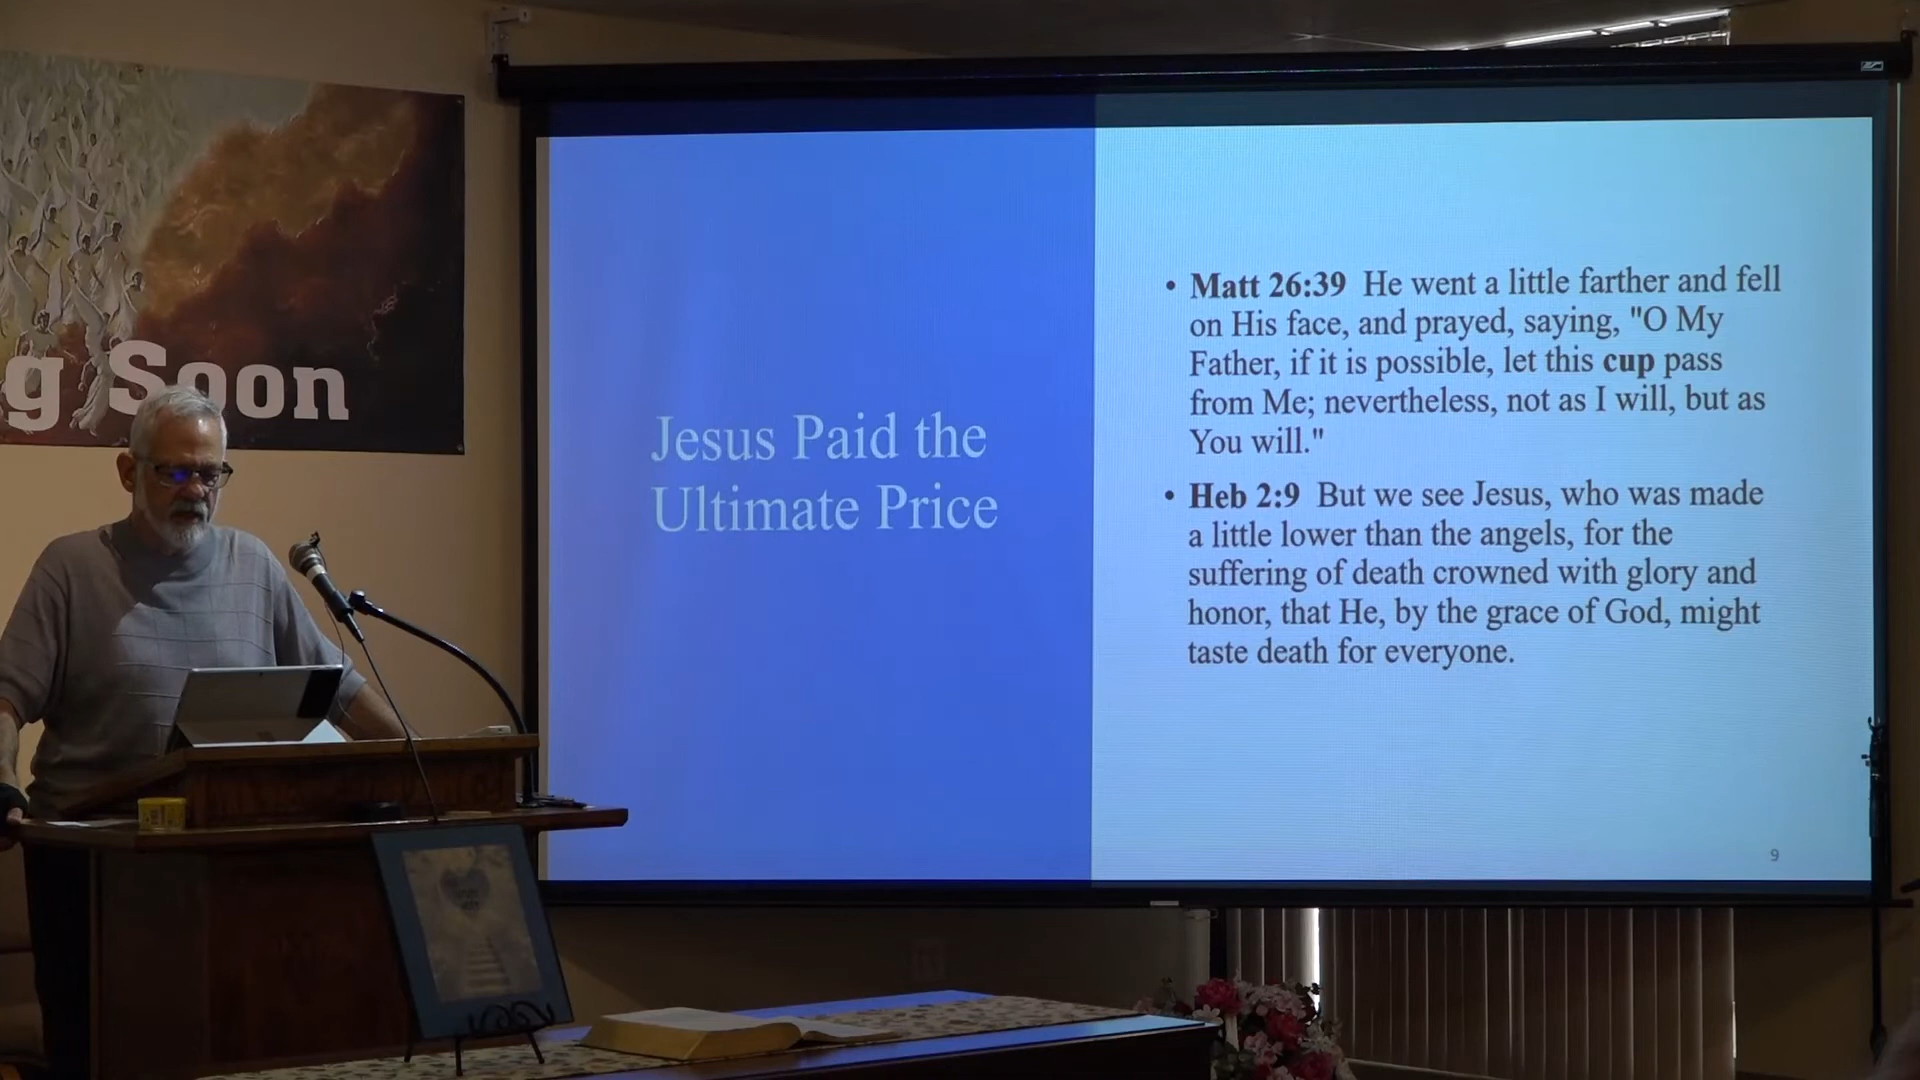 g Soon
Jesus Paid the
Ultimate Price
• Matt 26:39 He went a little farther and fell
on His face, and prayed, saying, "O My
Father, if it is possible, let this cup pass
from Me; nevertheless, not as I will, but as
You will."
• Heb 2:9 But we see Jesus, who was made
a little lower than the angels, for the
suffering of death crowned with glory and
honor, that He, by the grace of God, might
taste death for everyone.
9